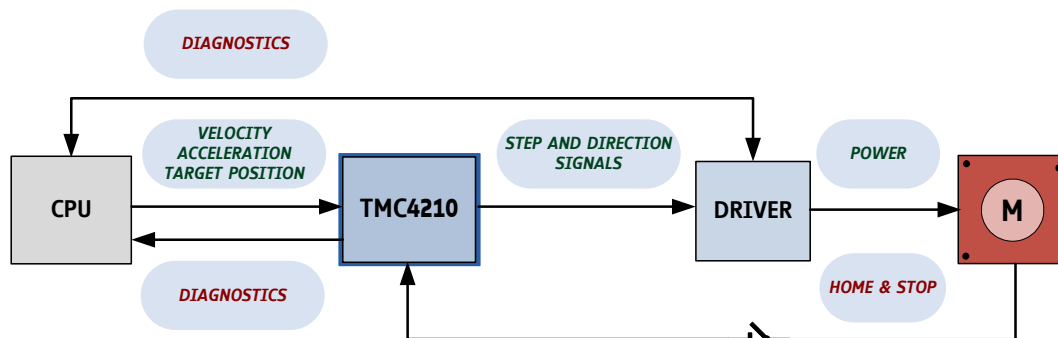 DIAGNOSTICS
VELOCITY
ACCELERATION
TARGET POSITION
STEP AND DIRECTION
SIGNALS
POWER
CPU
TMC4210
DRIVER
M
DIAGNOSTICS
HOME & STOP